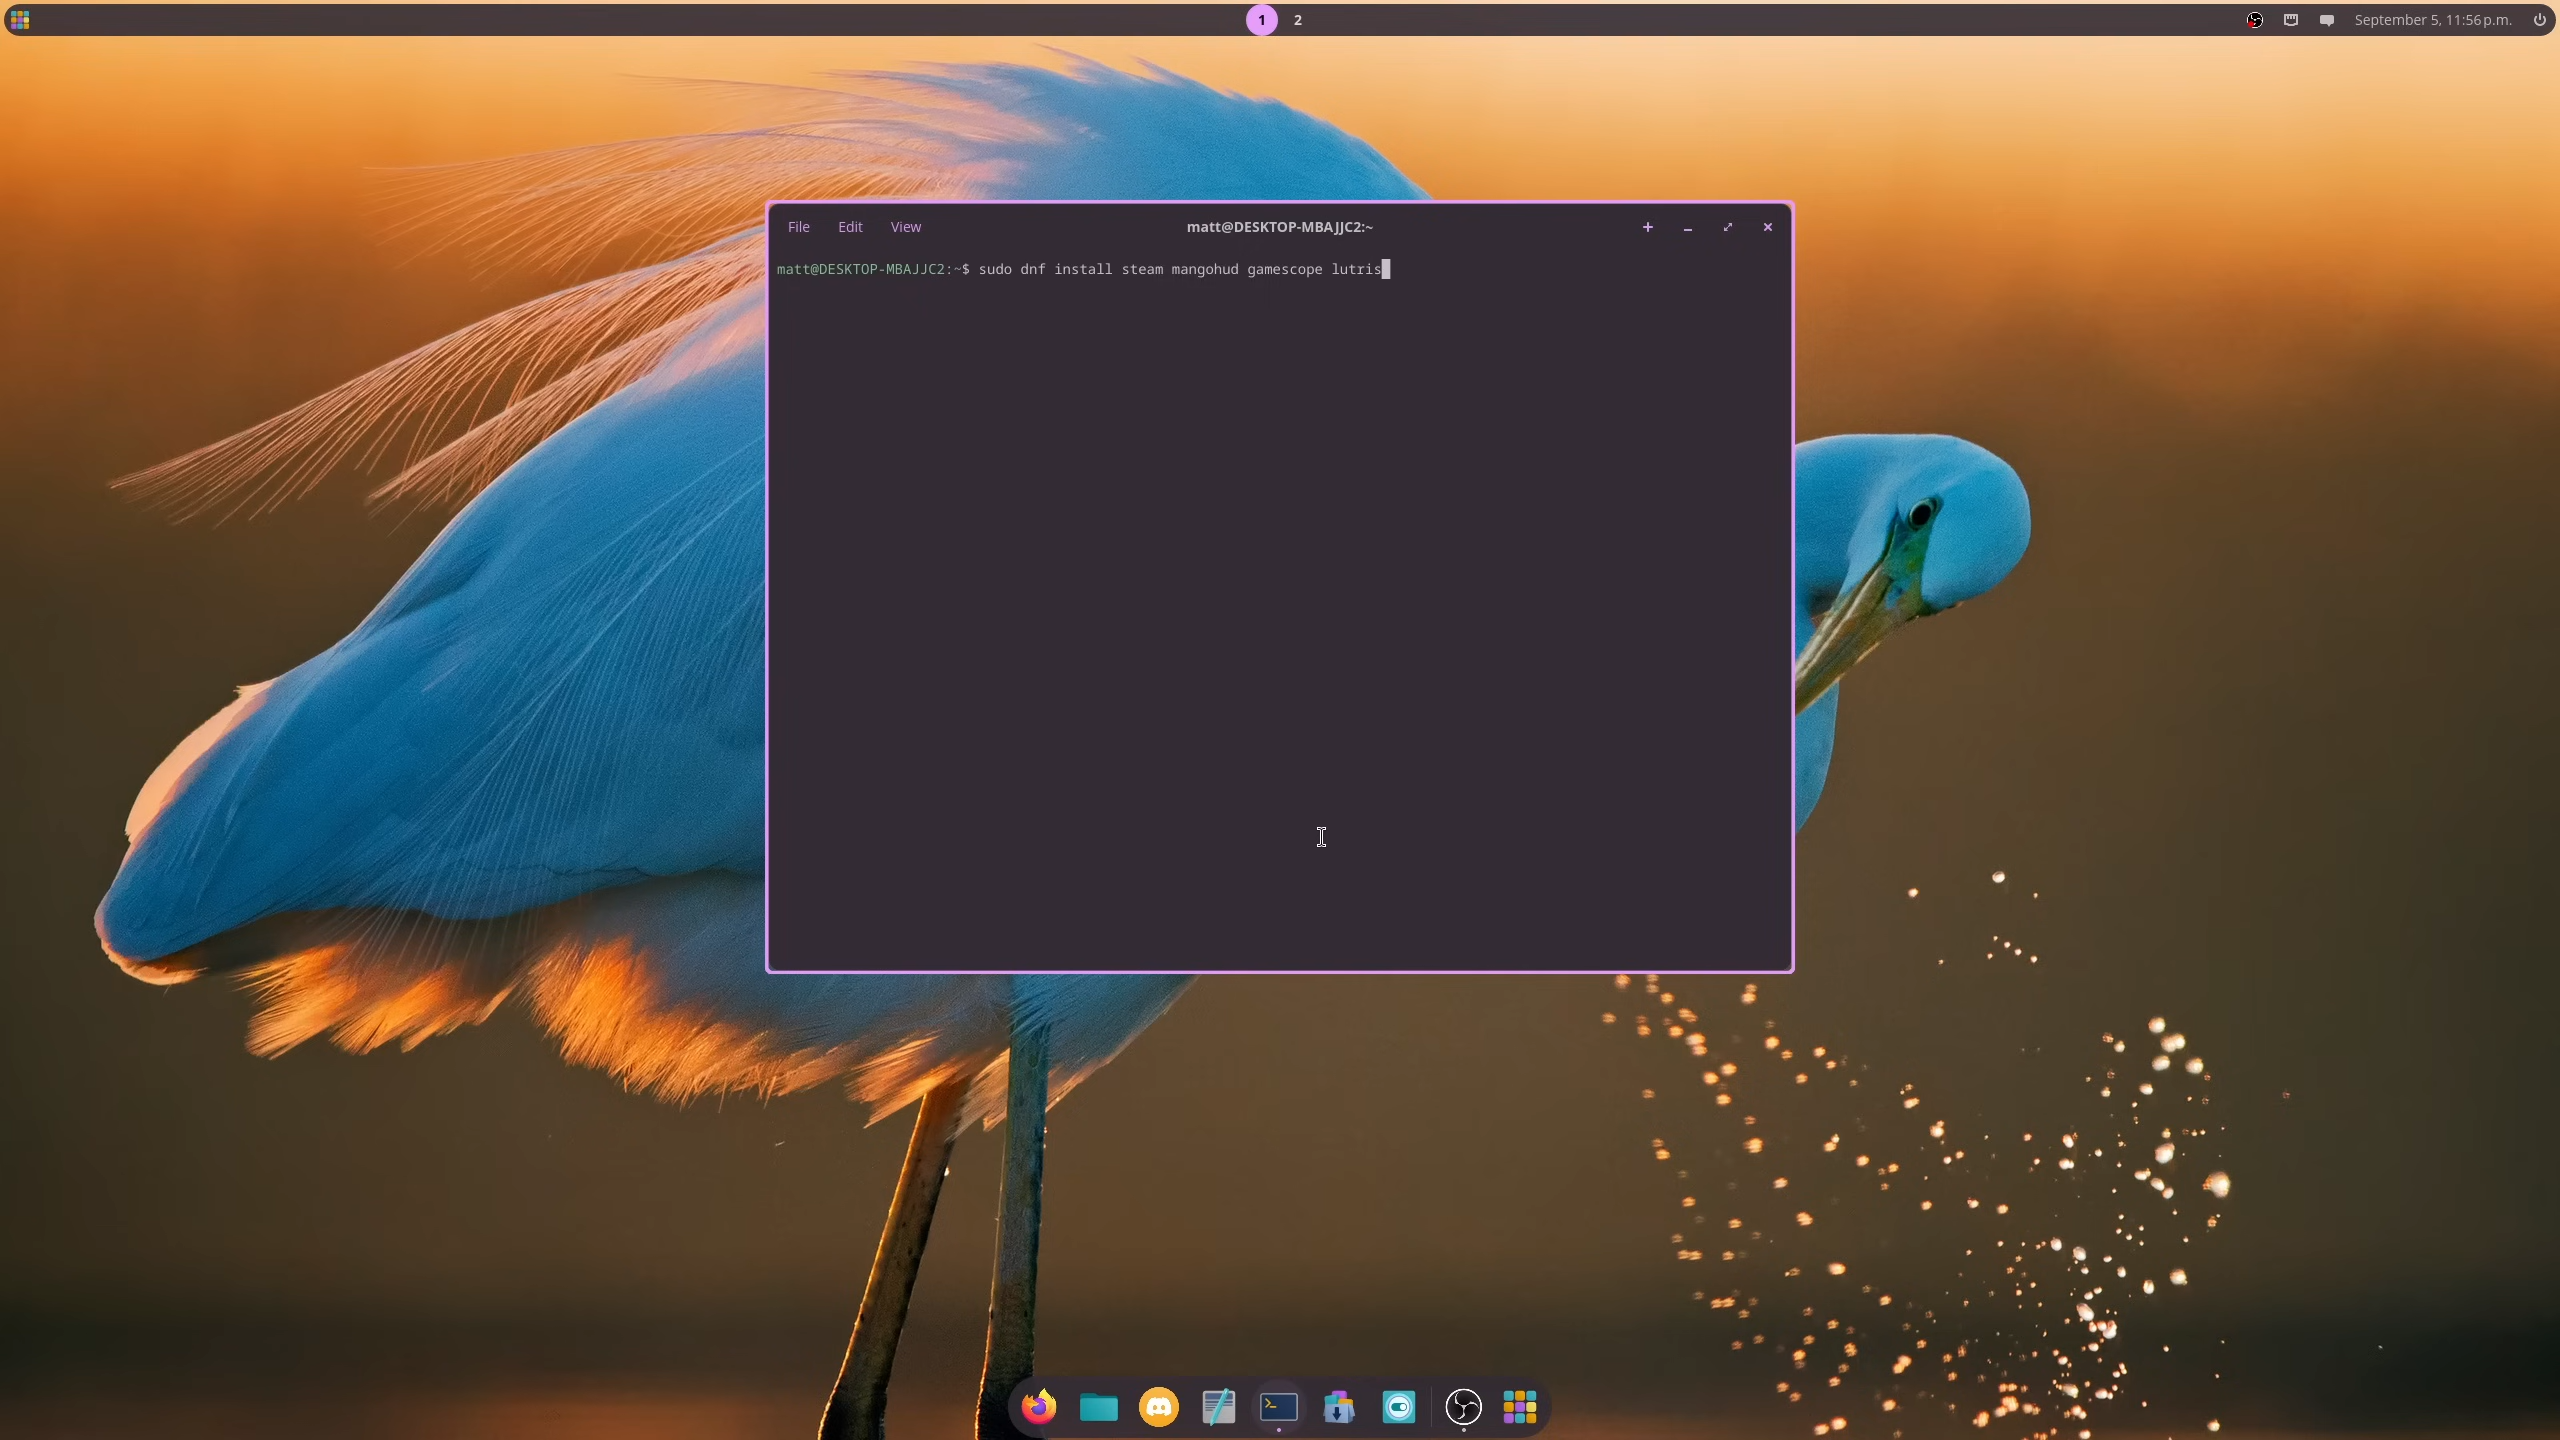 1 2 September 5, 11:56 p.m.
File Edit View matt@DESKTOP-MBAJJC2:~
matt@DESKTOP-MBAJJC2:~$ sudo dnf install steam mangohud gamescope lutris